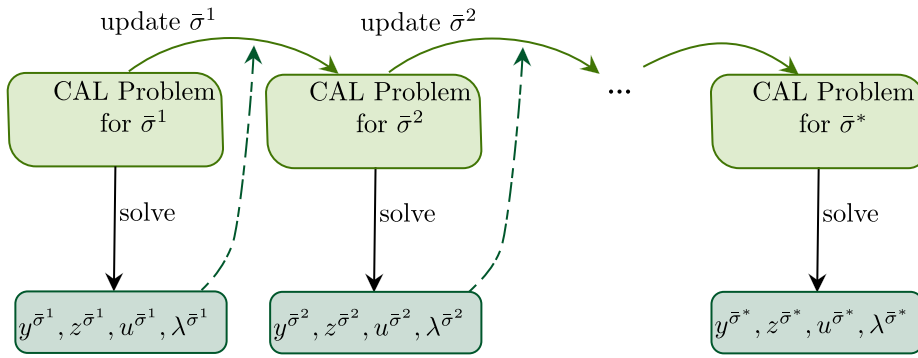 update σ̄¹
update σ̄²
CAL Problem
for σ̄¹
CAL Problem
for σ̄²
...
CAL Problem
for σ̄*
solve
solve
solve
y^σ̄¹, z^σ̄¹, u^σ̄¹, λ^σ̄¹
y^σ̄², z^σ̄², u^σ̄², λ^σ̄²
y^σ̄*, z^σ̄*, u^σ̄*, λ^σ̄*